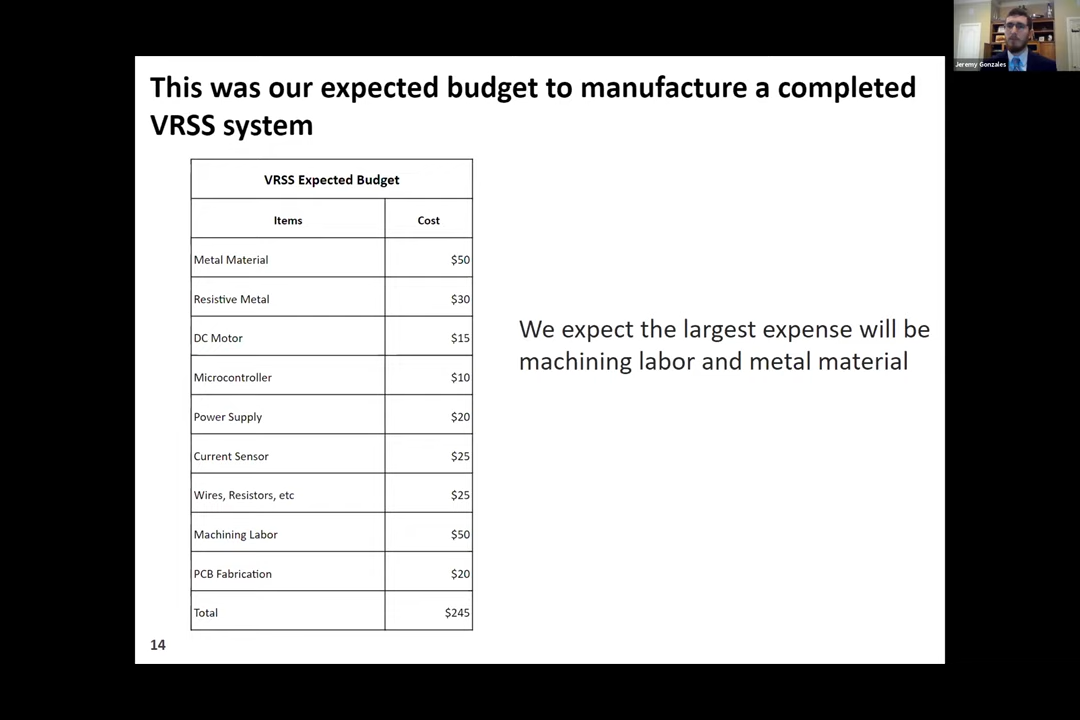 Jeremy Gonzales
This was our expected budget to manufacture a completed
VRSS system
VRSS Expected Budget
Items Cost
Metal Material $50
Resistive Metal $30
DC Motor $15
Microcontroller $10
Power Supply $20
Current Sensor $25
Wires, Resistors, etc $25
Machining Labor $50
PCB Fabrication $20
Total $245
We expect the largest expense will be
machining labor and metal material
14